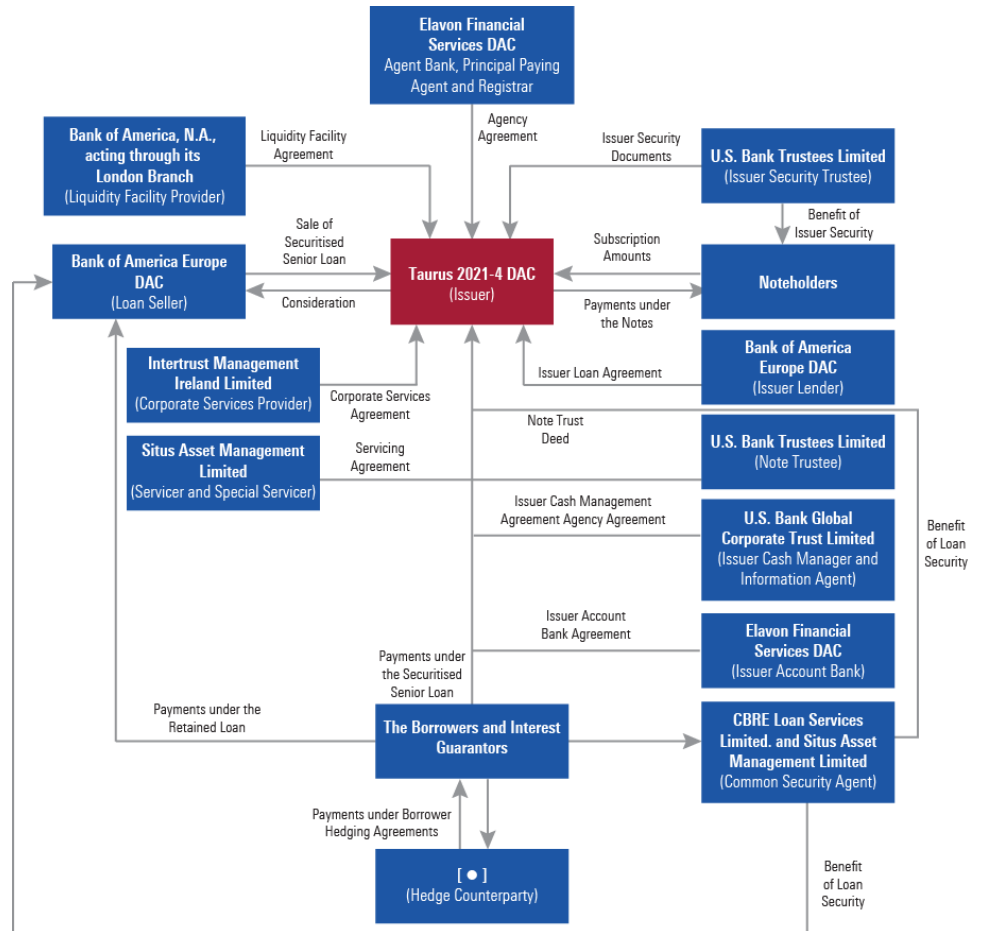 Elavon Financial
Services DAC
Agent Bank, Principal Paying
Agent and Registrar
Agency
Agreement
Bank of America, N.A.,
acting through its
London Branch
(Liquidity Facility Provider)
Liquidity Facility
Agreement
Issuer Security
Documents
U.S. Bank Trustees Limited
(Issuer Security Trustee)
Benefit of
Issuer Security
Bank of America Europe
DAC
(Loan Seller)
Sale of
Securitised
Senior Loan
Consideration
Taurus 2021-4 DAC
(Issuer)
Subscription
Amounts
Payments under
the Notes
Noteholders
Intertrust Management
Ireland Limited
(Corporate Services Provider)
Corporate Services
Agreement
Issuer Loan Agreement
Bank of America
Europe DAC
(Issuer Lender)
Situs Asset Management
Limited
(Servicer and Special Servicer)
Servicing
Agreement
Note Trust
Deed
U.S. Bank Trustees Limited
(Note Trustee)
Issuer Cash Management
Agreement Agency Agreement
U.S. Bank Global
Corporate Trust Limited
(Issuer Cash Manager and
Information Agent)
Benefit
of Loan
Security
Issuer Account
Bank Agreement
Elavon Financial
Services DAC
(Issuer Account Bank)
Payments under
the Securitised
Senior Loan
Payments under the
Retained Loan
The Borrowers and Interest
Guarantors
CBRE Loan Services
Limited. and Situs Asset
Management Limited
(Common Security Agent)
Payments under Borrower
Hedging Agreements
[ ● ]
(Hedge Counterparty)
Benefit
of Loan
Security